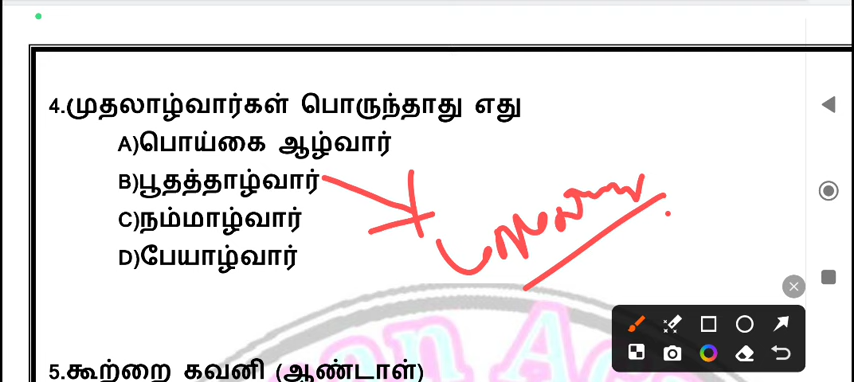 4.முதலாழ்வார்கள் பொருந்தாது எது
A)பொய்கை ஆழ்வார்
B)பூதத்தாழ்வார்
C)நம்மாழ்வார்
D)பேயாழ்வார்
5.கூற்றை கவனி (ஆண்டாள்)